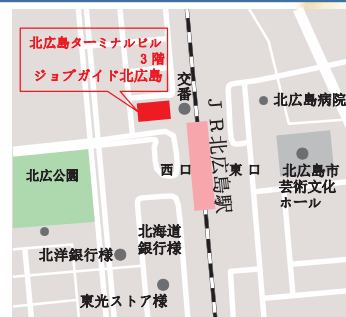 北広島ターミナルビル
3階
ジョブガイド北広島
交番
北広島病院
JR北広島駅
西口
東口
北広島市
芸術文化
ホール
北広公園
北海道
銀行様
北洋銀行様
東光ストア様